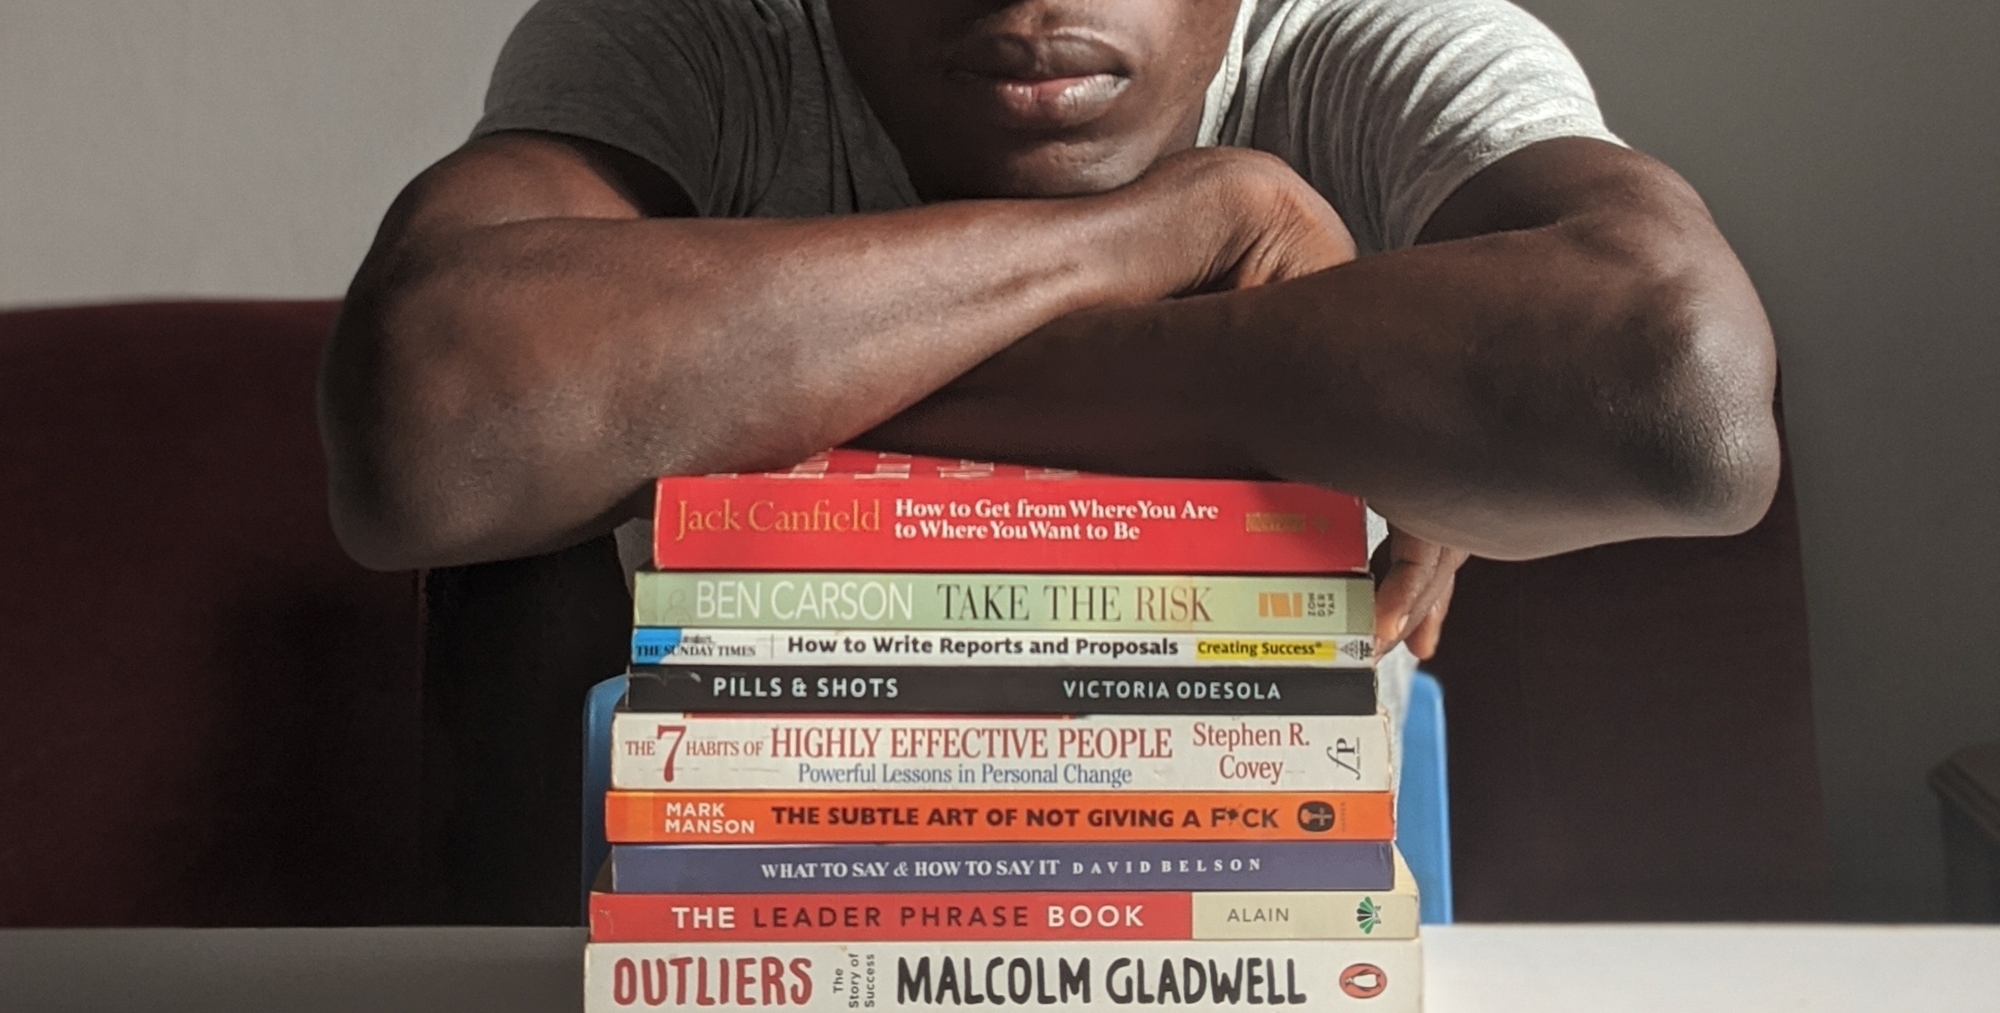 Jack Canfield How to Get from Where You Are
to Where You Want to Be
BEN CARSON TAKE THE RISK ZON DER VAN
THE SUNDAY TIMES How to Write Reports and Proposals Creating Success
PILLS & SHOTS VICTORIA ODESOLA
THE 7 HABITS OF HIGHLY EFFECTIVE PEOPLE Stephen R.
Powerful Lessons in Personal Change Covey fP
MARK
MANSON THE SUBTLE ART OF NOT GIVING A F*CK
WHAT TO SAY & HOW TO SAY IT DAVID BELSON
THE LEADER PHRASE BOOK ALAIN
OUTLIERS The Story of Success MALCOLM GLADWELL